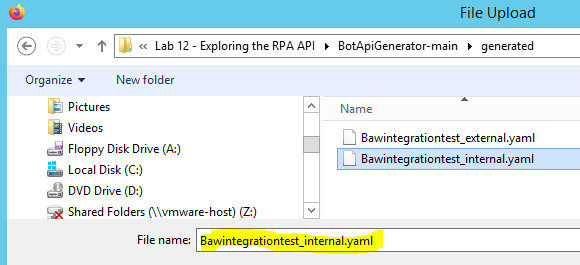 File Upload
Lab 12 - Exploring the RPA API
BotApiGenerator-main
generated
Organize
New folder
Pictures
Videos
Floppy Disk Drive (A:)
Local Disk (C:)
DVD Drive (D:)
Shared Folders (\\vmware-host) (Z:)
Name
Bawintegrationtest_external.yaml
Bawintegrationtest_internal.yaml
File name: Bawintegrationtest_internal.yaml